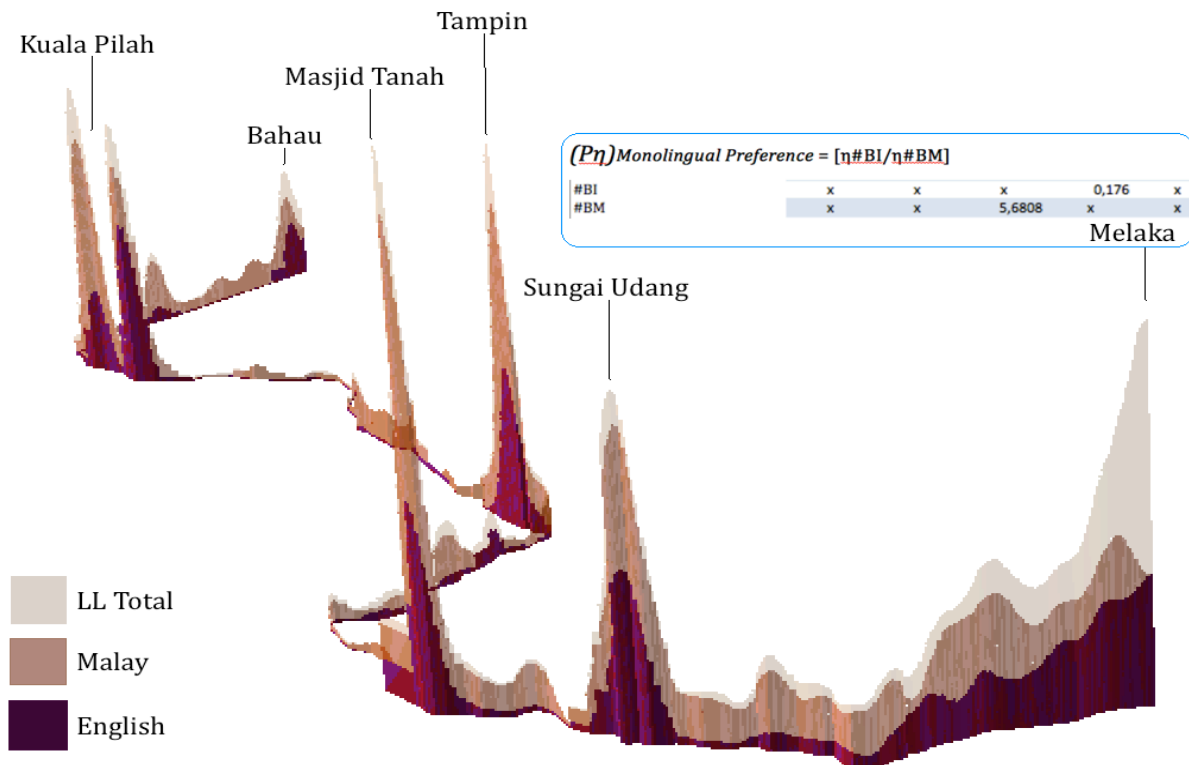 Tampin
Kuala Pilah
Masjid Tanah
Bahau
(Pη)Monolingual Preference = [η#BI/η#BM]
#BI x x x 0,176 x
#BM x x 5,6808 x x
Melaka
Sungai Udang
LL Total
Malay
English